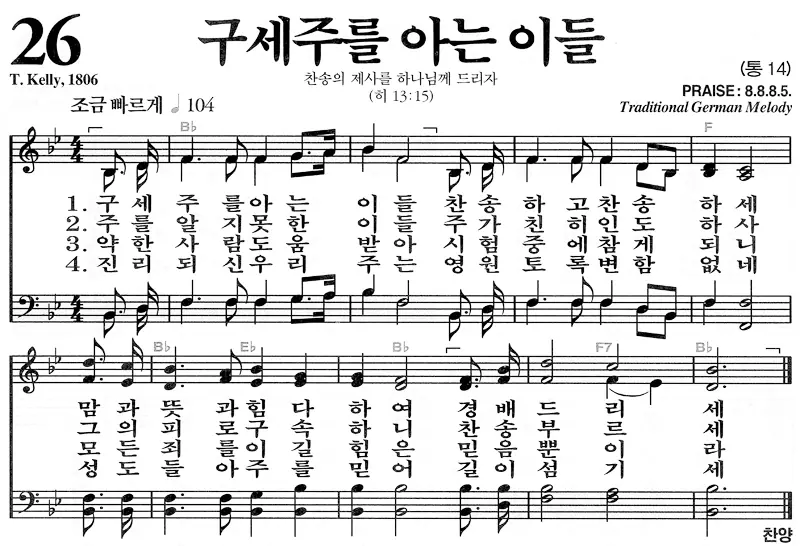 26
구세주를 아는 이들
T. Kelly, 1806
찬송의 제사를 하나님께 드리자
(히 13:15)
(통 14)
PRAISE: 8.8.8.5.
Traditional German Melody
조금 빠르게 ♩ 104
B♭ F
1. 구 세 주 를 아 는 이 들 찬 송 하 고 찬 송 하 세
2. 주 를 알 지 못 한 이 들 주 가 친 히 인 도 하 사
3. 약 한 사 람 도 움 받 아 시 험 중 에 참 게 되 니
4. 진 리 되 신 우 리 주 는 영 원 토 록 변 함 없 네
B♭ E♭ B♭ F7 B♭
맘 과 뜻 과 힘 다 하 여 경 배 드 리 세
그 의 피 로 구 속 하 니 찬 송 부 르 세
모 든 죄 를 이 길 힘 은 믿 음 뿐 이 라
성 도 들 아 주 를 믿 어 길 이 섬 기 세
찬양